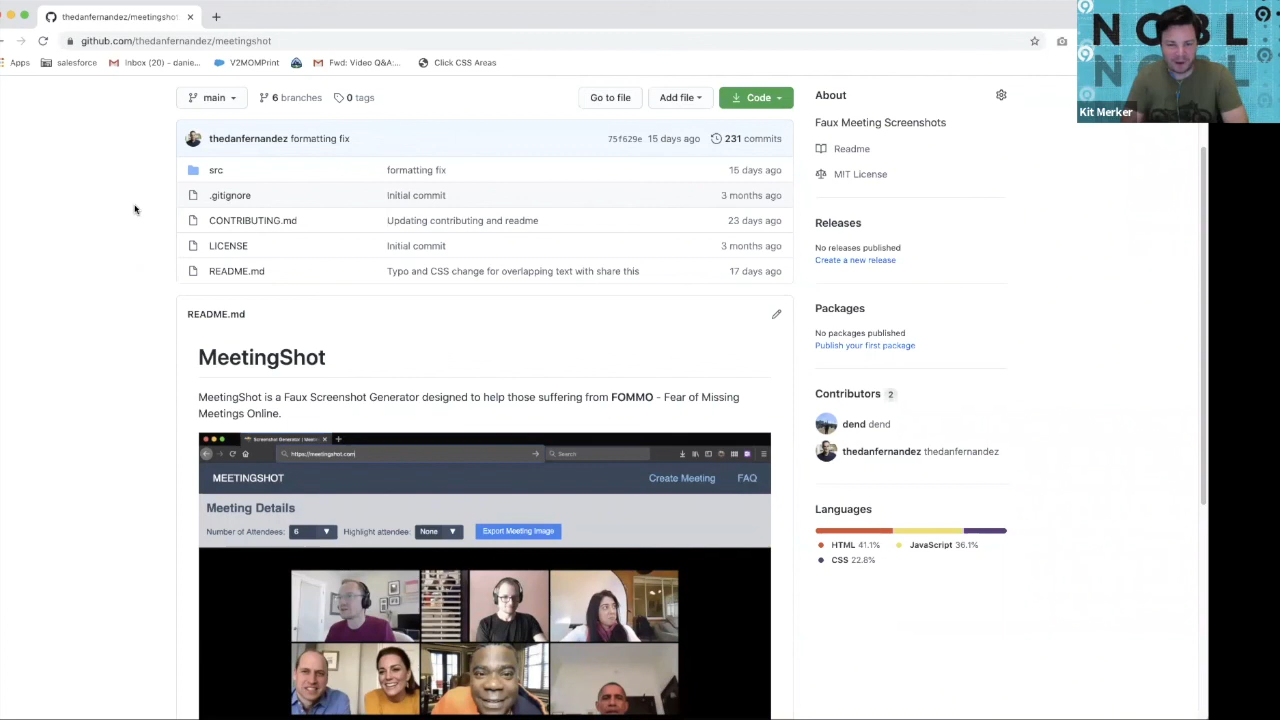 thedanfernandez/meetingshot
github.com/thedanfernandez/meetingshot
Apps
salesforce
Inbox (20) - danie...
V2MOMPrint
Fwd: Video Q&A:...
Click CSS Areas
NOBL
Kit Merker
main
6 branches
0 tags
Go to file
Add file
Code
thedanfernandez formatting fix
75f629e 15 days ago
231 commits
src formatting fix 15 days ago
.gitignore Initial commit 3 months ago
CONTRIBUTING.md Updating contributing and readme 23 days ago
LICENSE Initial commit 3 months ago
README.md Typo and CSS change for overlapping text with share this 17 days ago
README.md
MeetingShot
MeetingShot is a Faux Screenshot Generator designed to help those suffering from FOMMO - Fear of Missing
Meetings Online.
Screenshot Generator | Meetin
https://meetingshot.com
Search
MEETINGSHOT
Create Meeting
FAQ
Meeting Details
Number of Attendees: 6
Highlight attendee: None
Export Meeting Image
About
Faux Meeting Screenshots
Readme
MIT License
Releases
No releases published
Create a new release
Packages
No packages published
Publish your first package
Contributors 2
dend dend
thedanfernandez thedanfernandez
Languages
HTML 41.1%
JavaScript 36.1%
CSS 22.8%